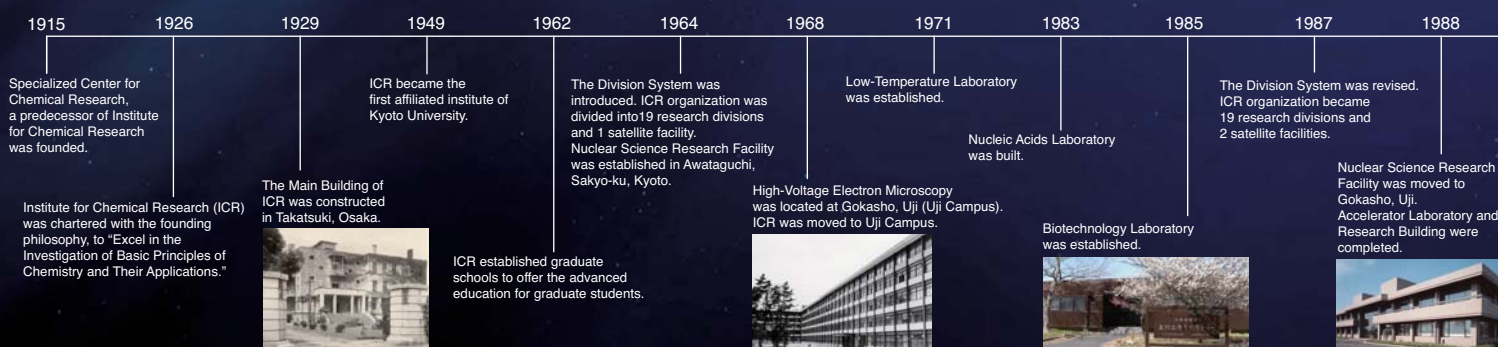 1915
1926
1929
1949
1962
1964
1968
1971
1983
1985
1987
1988
Specialized Center for
Chemical Research,
a predecessor of Institute
for Chemical Research
was founded.
Institute for Chemical Research (ICR)
was chartered with the founding
philosophy, to “Excel in the
Investigation of Basic Principles of
Chemistry and Their Applications.”
The Main Building of
ICR was constructed
in Takatsuki, Osaka.
ICR became the
first affiliated institute of
Kyoto University.
ICR established graduate
schools to offer the advanced
education for graduate students.
The Division System was
introduced. ICR organization was
divided into19 research divisions
and 1 satellite facility.
Nuclear Science Research Facility
was established in Awataguchi,
Sakyo-ku, Kyoto.
High-Voltage Electron Microscopy
was located at Gokasho, Uji (Uji Campus).
ICR was moved to Uji Campus.
Low-Temperature Laboratory
was established.
Nucleic Acids Laboratory
was built.
Biotechnology Laboratory
was established.
The Division System was revised.
ICR organization became
19 research divisions and
2 satellite facilities.
Nuclear Science Research
Facility was moved to
Gokasho, Uji.
Accelerator Laboratory and
Research Building were
completed.